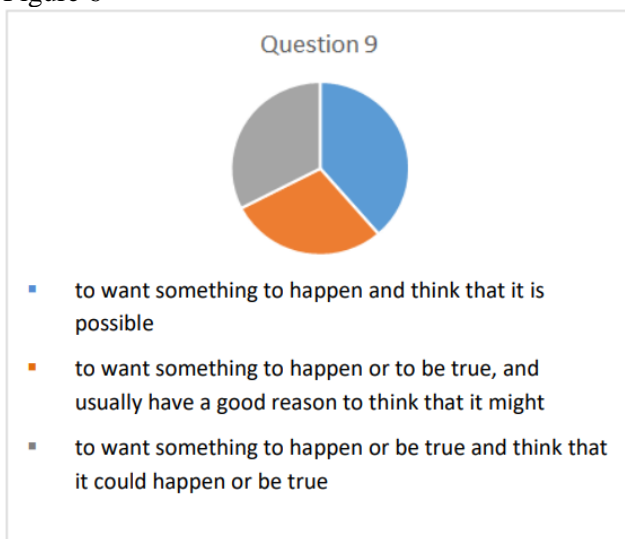 Question 9
to want something to happen and think that it is
possible
to want something to happen or to be true, and
usually have a good reason to think that it might
to want something to happen or be true and think that
it could happen or be true